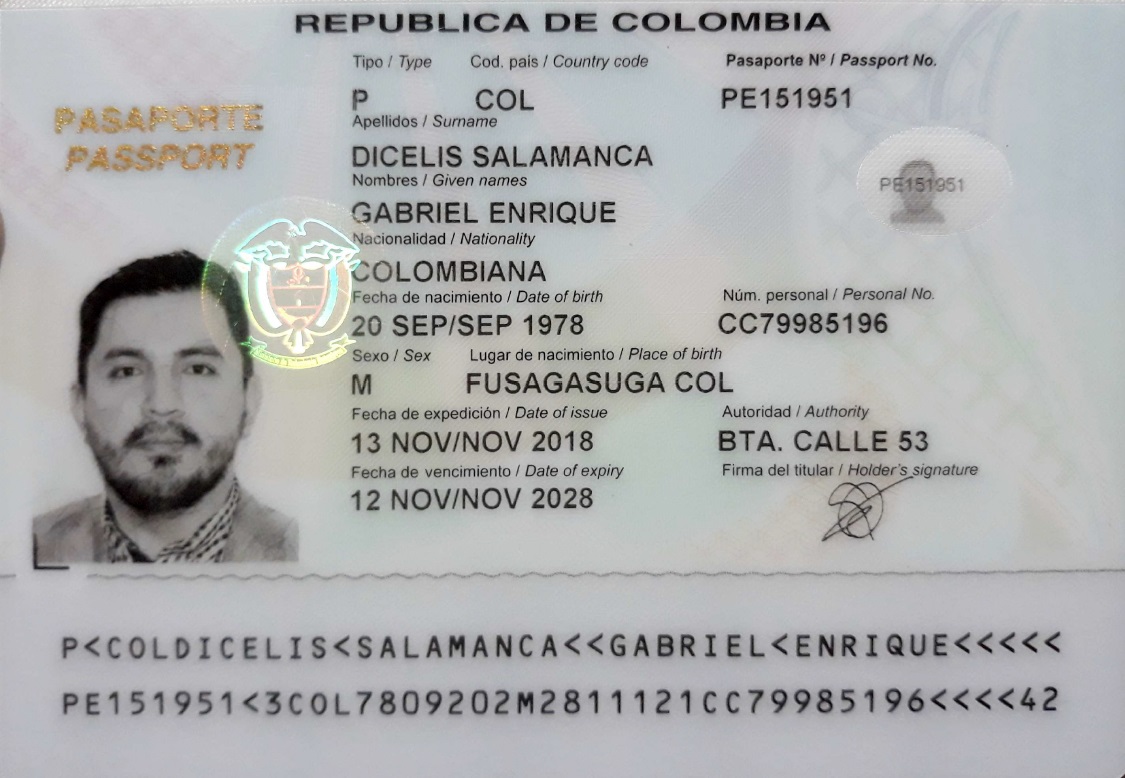 REPUBLICA DE COLOMBIA
Tipo / Type Cod. país / Country code Pasaporte Nº / Passport No.
PASAPORTE
PASSPORT
P COL PE151951
Apellidos / Surname
DICELIS SALAMANCA
Nombres / Given names
PE151951
GABRIEL ENRIQUE
Nacionalidad / Nationality
COLOMBIANA
Fecha de nacimiento / Date of birth Núm. personal / Personal No.
20 SEP/SEP 1978 CC79985196
Sexo / Sex Lugar de nacimiento / Place of birth
M FUSAGASUGA COL
Fecha de expedición / Date of issue Autoridad / Authority
13 NOV/NOV 2018 BTA. CALLE 53
Fecha de vencimiento / Date of expiry Firma del titular / Holder's signature
12 NOV/NOV 2028
P<COLDICELIS<SALAMANCA<<GABRIEL<ENRIQUE<<<<<
PE151951<3COL7809202M2811121CC79985196<<<<42